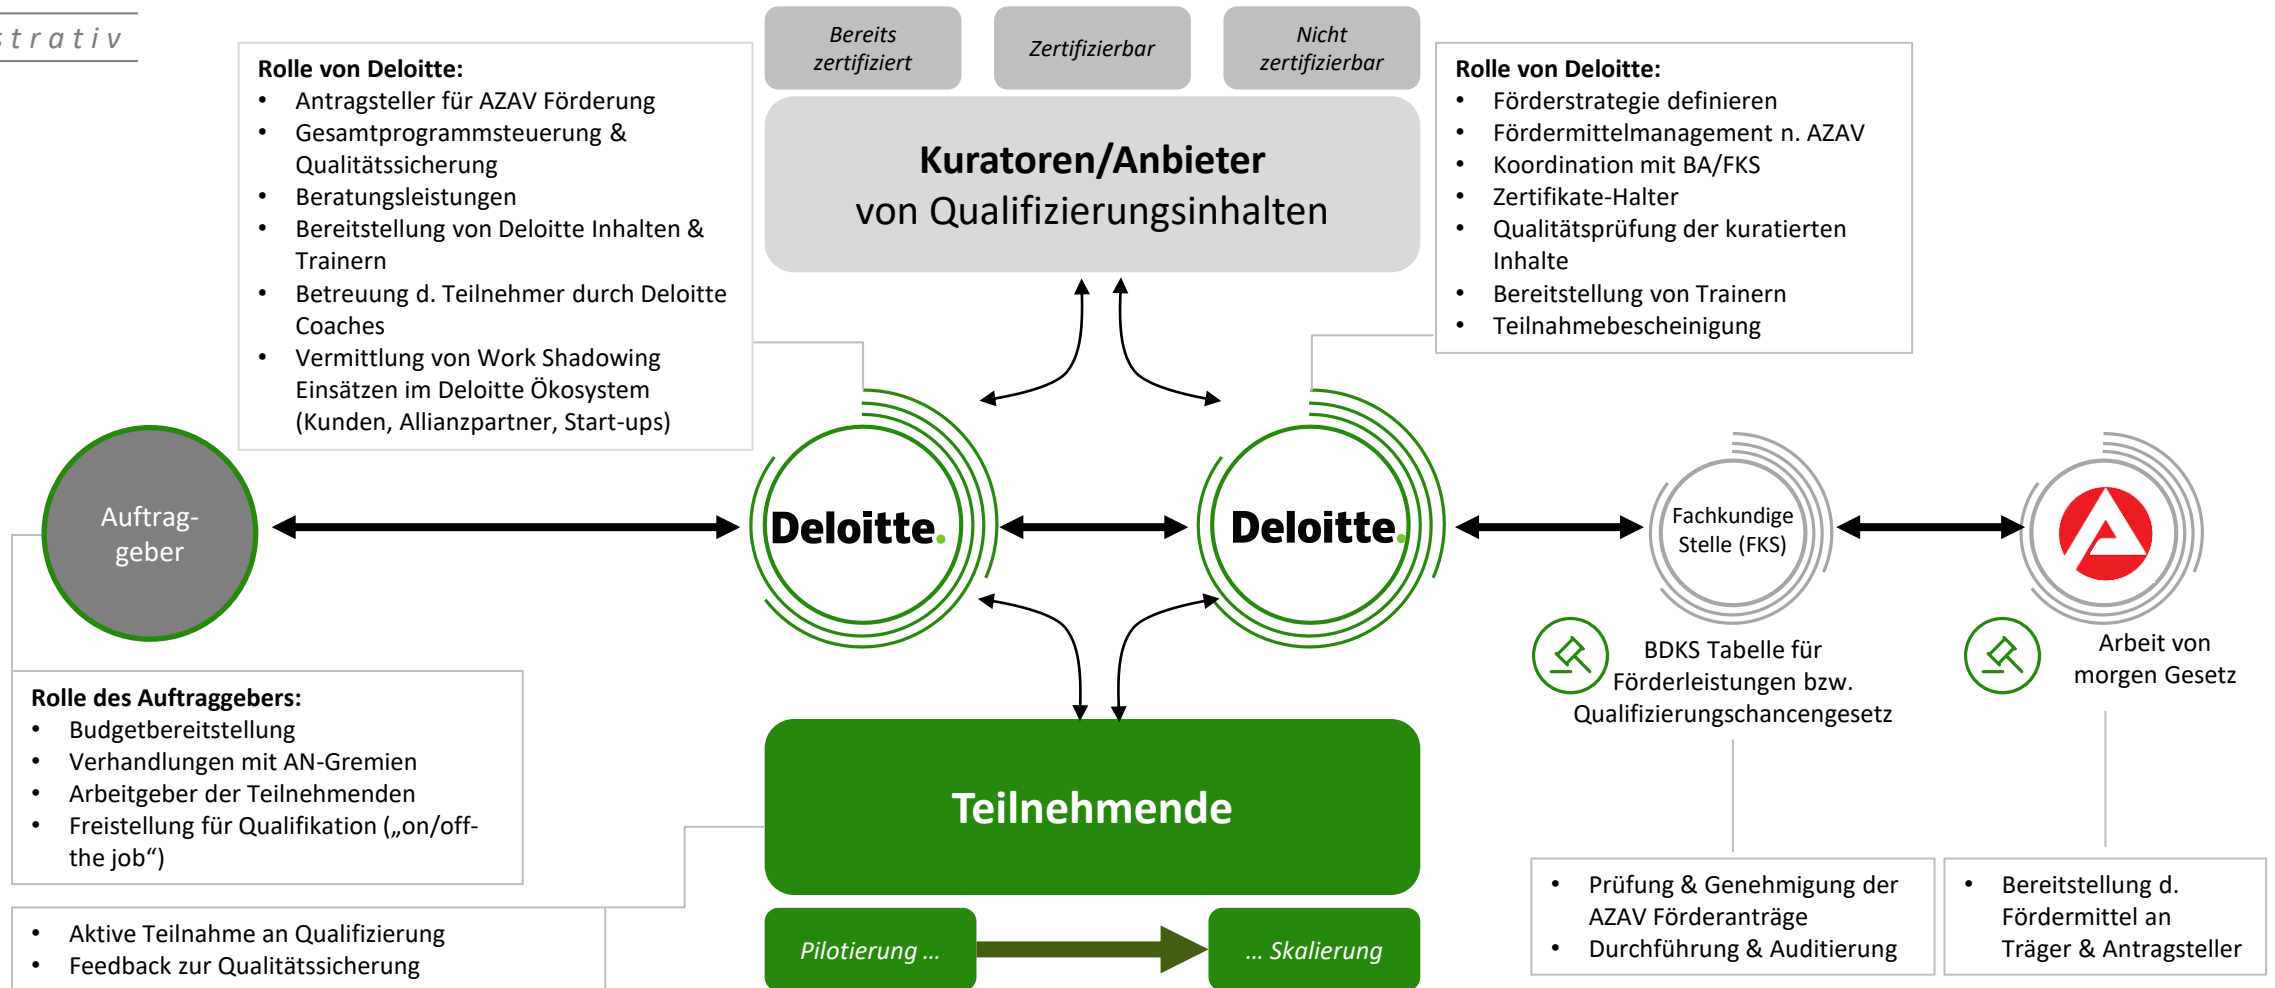 strativ
Bereits
zertifiziert
Zertifizierbar
Nicht
zertifizierbar
Rolle von Deloitte:
• Antragsteller für AZAV Förderung
• Gesamtprogrammsteuerung &
Qualitätssicherung
• Beratungsleistungen
• Bereitstellung von Deloitte Inhalten &
Trainern
• Betreuung d. Teilnehmer durch Deloitte
Coaches
• Vermittlung von Work Shadowing
Einsätzen im Deloitte Ökosystem
(Kunden, Allianzpartner, Start-ups)
Kuratoren/Anbieter
von Qualifizierungsinhalten
Rolle von Deloitte:
• Förderstrategie definieren
• Fördermittelmanagement n. AZAV
• Koordination mit BA/FKS
• Zertifikate-Halter
• Qualitätsprüfung der kuratierten
Inhalte
• Bereitstellung von Trainern
• Teilnahmebescheinigung
Auftrag-
geber
Deloitte.
Deloitte.
Fachkundige
Stelle (FKS)
BDKS Tabelle für
Förderleistungen bzw.
Qualifizierungschancengesetz
Arbeit von
morgen Gesetz
Rolle des Auftraggebers:
• Budgetbereitstellung
• Verhandlungen mit AN-Gremien
• Arbeitgeber der Teilnehmenden
• Freistellung für Qualifikation („on/off-
the job“)
Teilnehmende
• Aktive Teilnahme an Qualifizierung
• Feedback zur Qualitätssicherung
Pilotierung ...
... Skalierung
• Prüfung & Genehmigung der
AZAV Förderanträge
• Durchführung & Auditierung
• Bereitstellung d.
Fördermittel an
Träger & Antragsteller